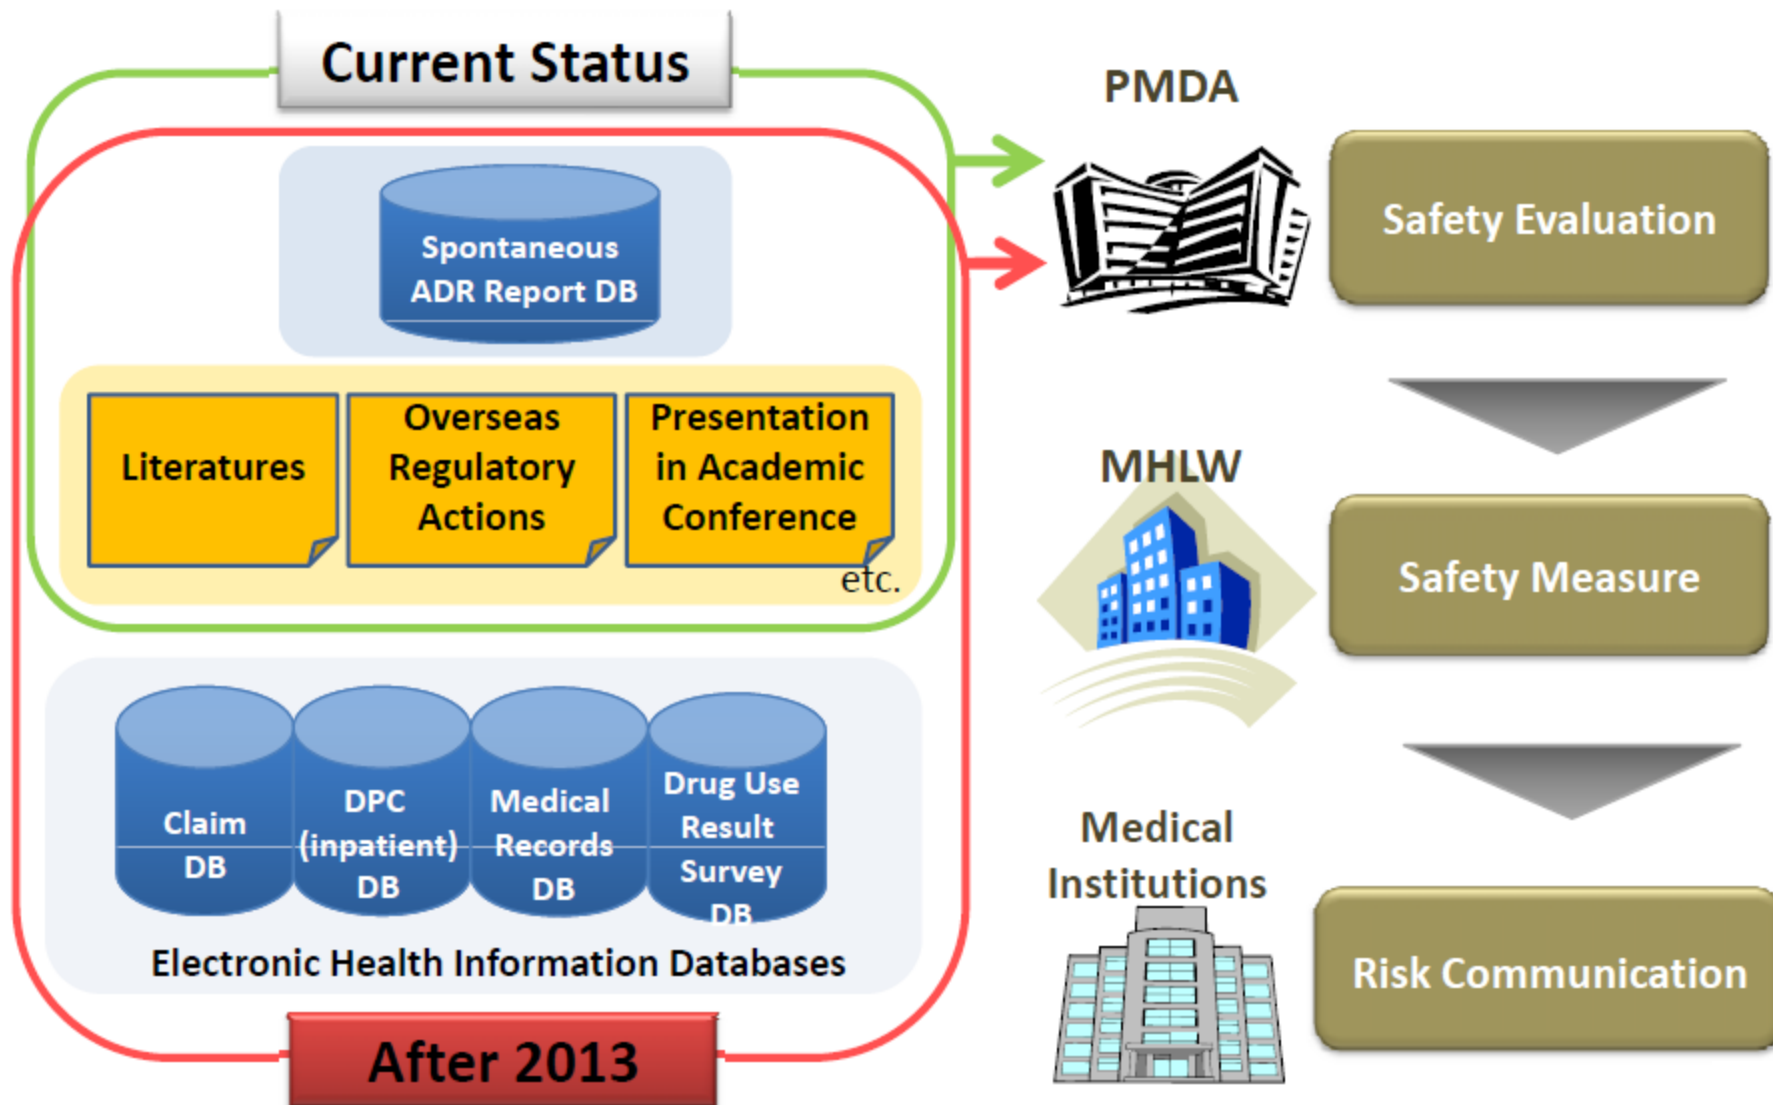 Current Status
Spontaneous
ADR Report DB
Literatures
Overseas
Regulatory
Actions
Presentation
in Academic
Conference
etc.
Claim
DB
DPC
(inpatient)
DB
Medical
Records
DB
Drug Use
Result
Survey
DB
Electronic Health Information Databases
After 2013
PMDA
Safety Evaluation
MHLW
Safety Measure
Medical
Institutions
Risk Communication